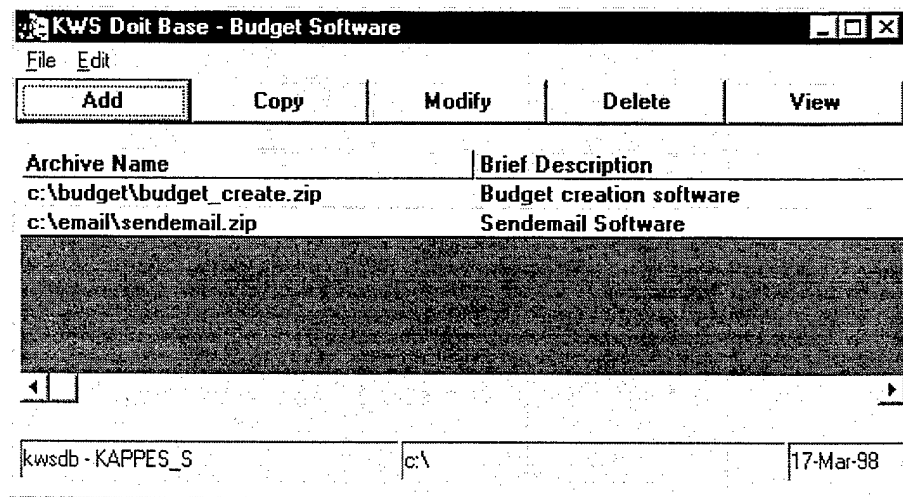 KWS Doit Base - Budget Software
File Edit
Add Copy Modify Delete View
Archive Name Brief Description
c:\budget\budget_create.zip Budget creation software
c:\email\sendemail.zip Sendemail Software
kwsdb - KAPPES_S c:\ 17-Mar-98